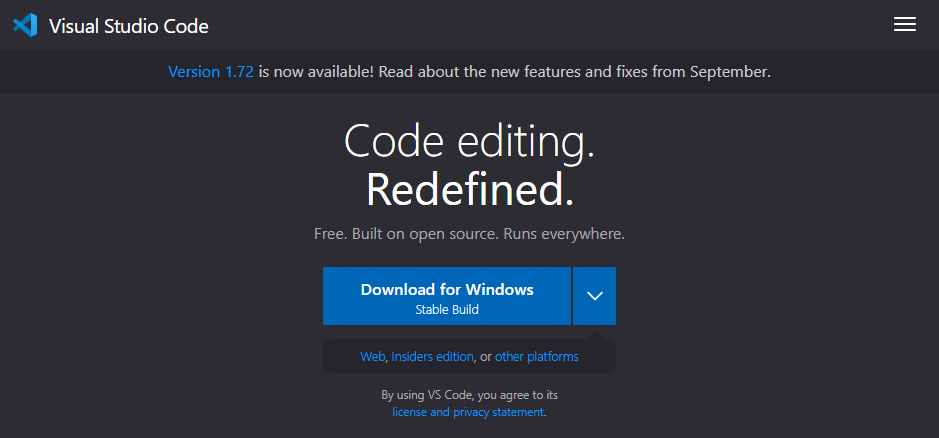 Visual Studio Code
Version 1.72 is now available! Read about the new features and fixes from September.
Code editing.
Redefined.
Free. Built on open source. Runs everywhere.
Download for Windows
Stable Build
Web, Insiders edition, or other platforms
By using VS Code, you agree to its
license and privacy statement.